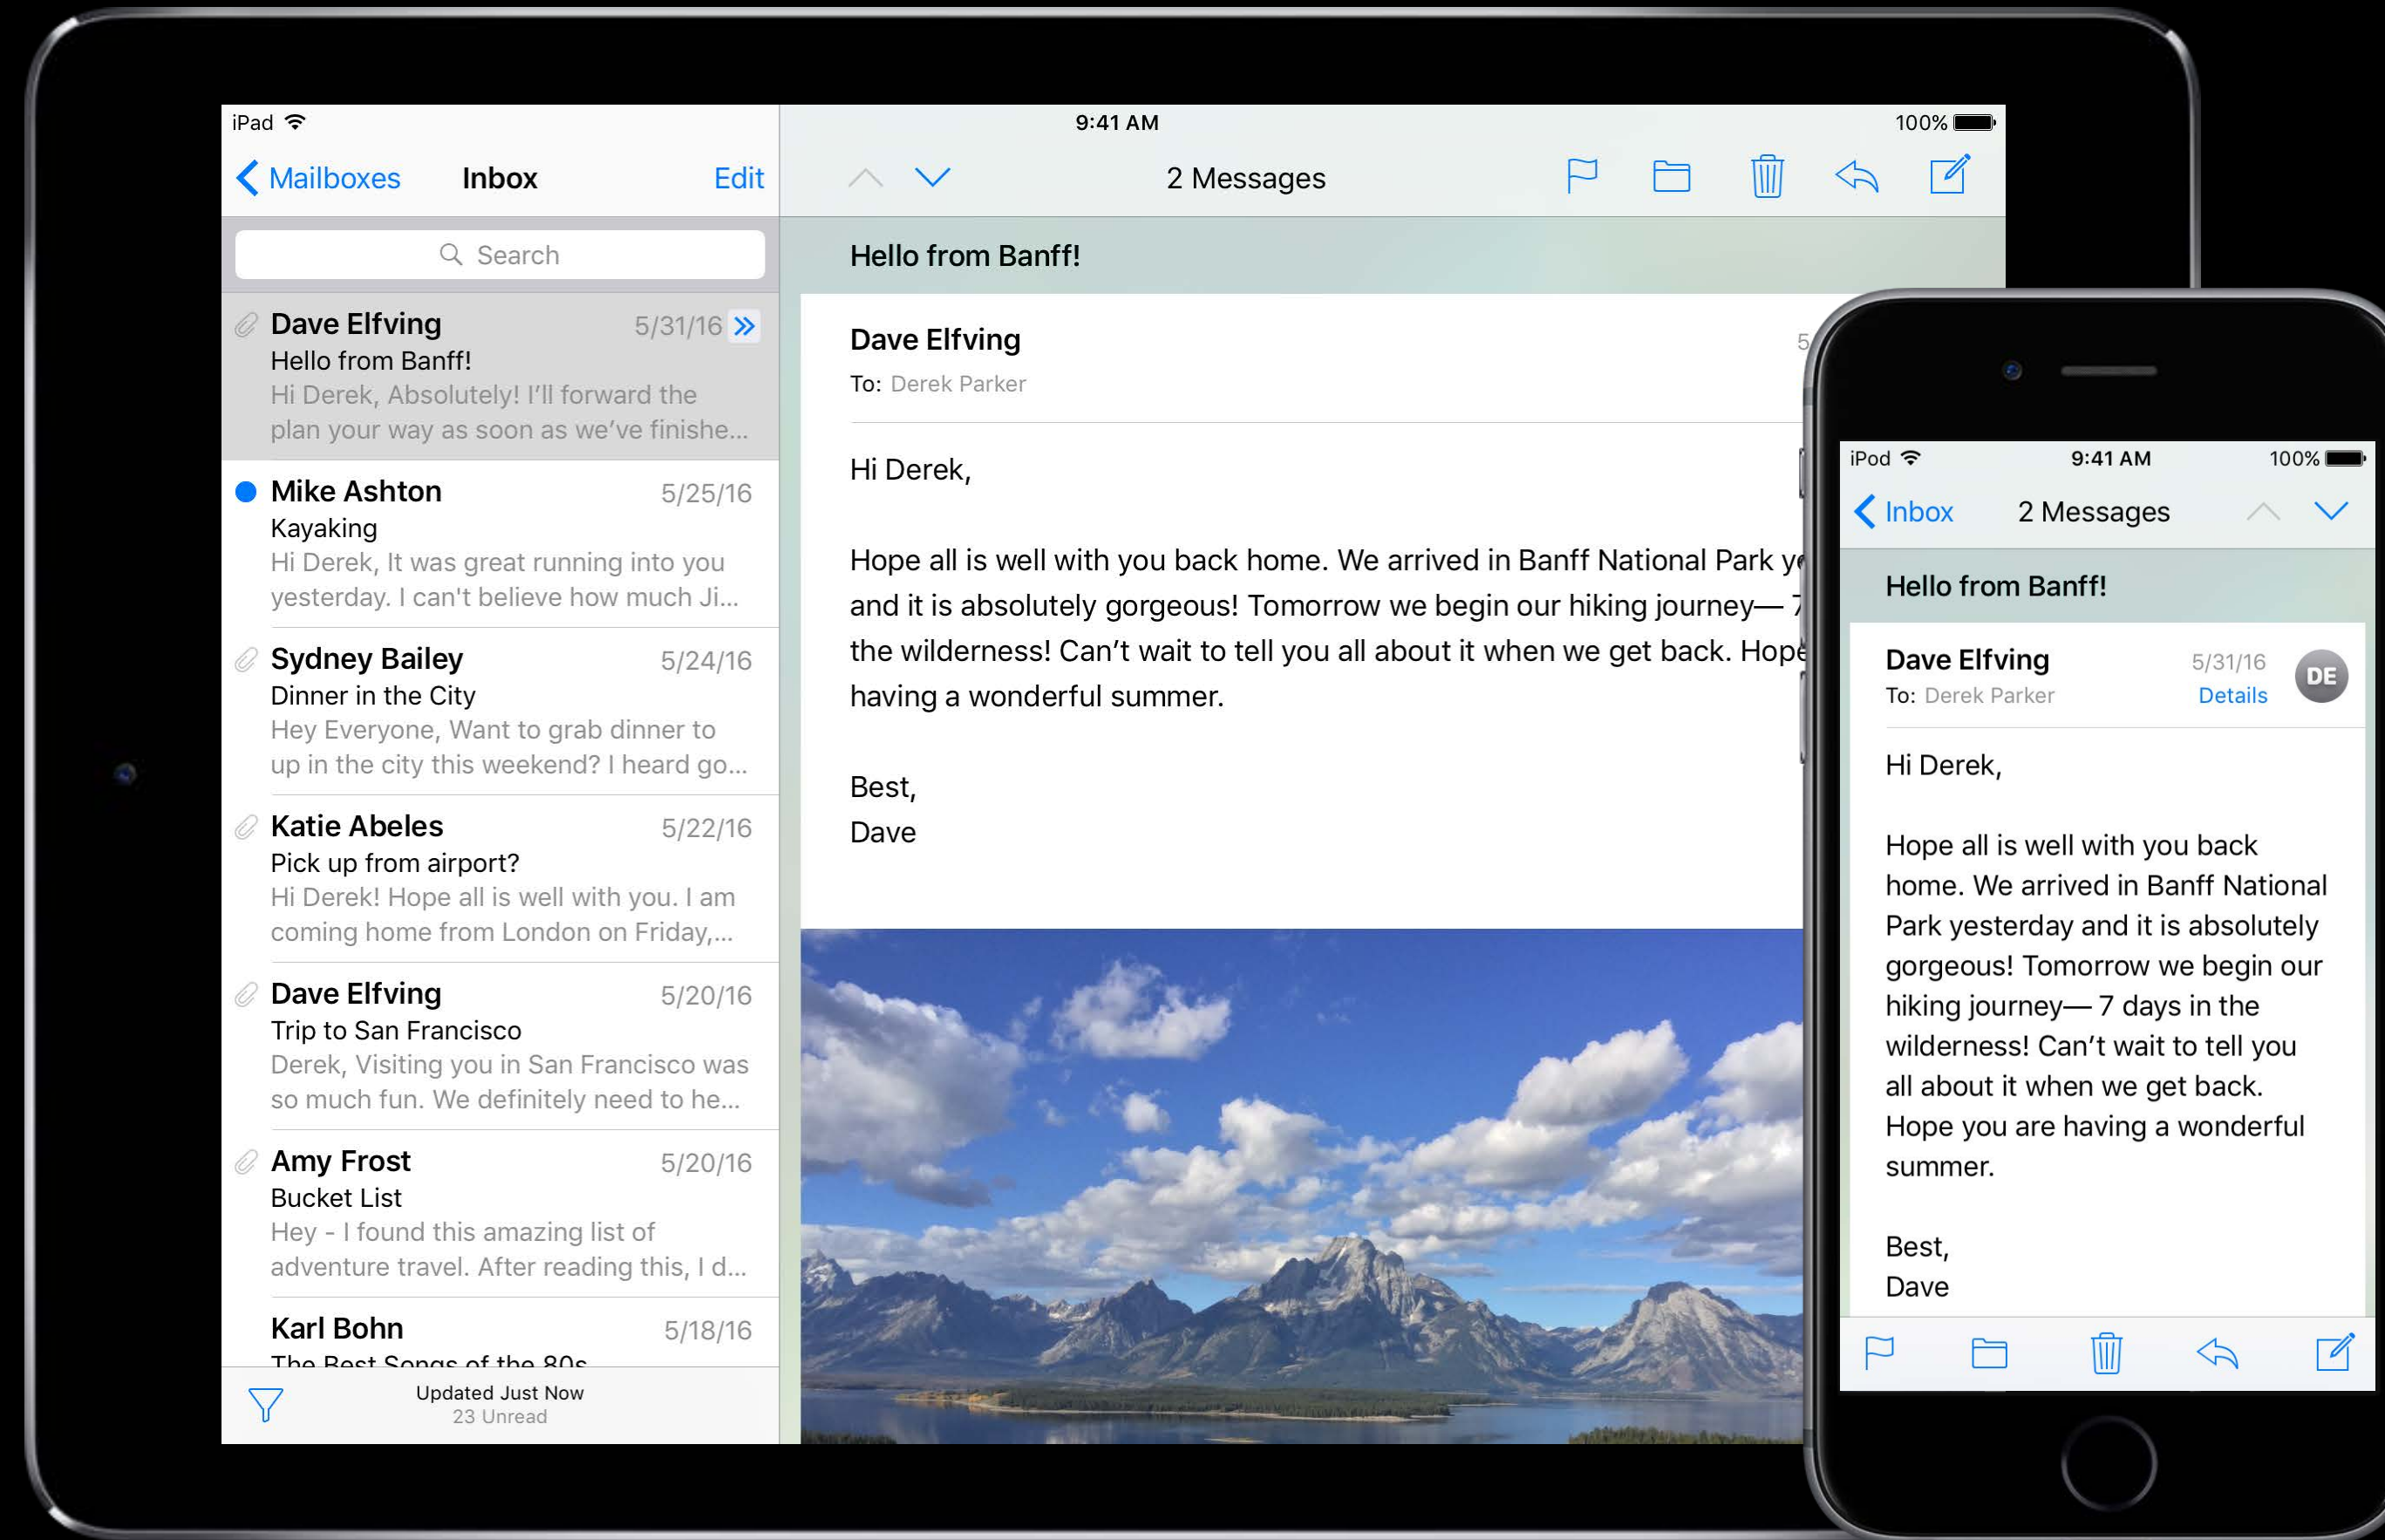 iPad
9:41 AM
100%
Mailboxes
Inbox
Edit
2 Messages
Search
Dave Elfving
5/31/16
Hello from Banff!
Hi Derek, Absolutely! I’ll forward the
plan your way as soon as we’ve finishe...
Mike Ashton
5/25/16
Kayaking
Hi Derek, It was great running into you
yesterday. I can't believe how much Ji...
Sydney Bailey
5/24/16
Dinner in the City
Hey Everyone, Want to grab dinner to
up in the city this weekend? I heard go...
Katie Abeles
5/22/16
Pick up from airport?
Hi Derek! Hope all is well with you. I am
coming home from London on Friday,...
Dave Elfving
5/20/16
Trip to San Francisco
Derek, Visiting you in San Francisco was
so much fun. We definitely need to he...
Amy Frost
5/20/16
Bucket List
Hey - I found this amazing list of
adventure travel. After reading this, I d...
Karl Bohn
5/18/16
The Best Songs of the 80s
Updated Just Now
23 Unread
Hello from Banff!
Dave Elfving
5
To: Derek Parker
Hi Derek,
Hope all is well with you back home. We arrived in Banff National Park ye
and it is absolutely gorgeous! Tomorrow we begin our hiking journey— 7
the wilderness! Can’t wait to tell you all about it when we get back. Hope
having a wonderful summer.
Best,
Dave
iPod
9:41 AM
100%
Inbox
2 Messages
Hello from Banff!
Dave Elfving
5/31/16
DE
To: Derek Parker
Details
Hi Derek,
Hope all is well with you back
home. We arrived in Banff National
Park yesterday and it is absolutely
gorgeous! Tomorrow we begin our
hiking journey— 7 days in the
wilderness! Can’t wait to tell you
all about it when we get back.
Hope you are having a wonderful
summer.
Best,
Dave